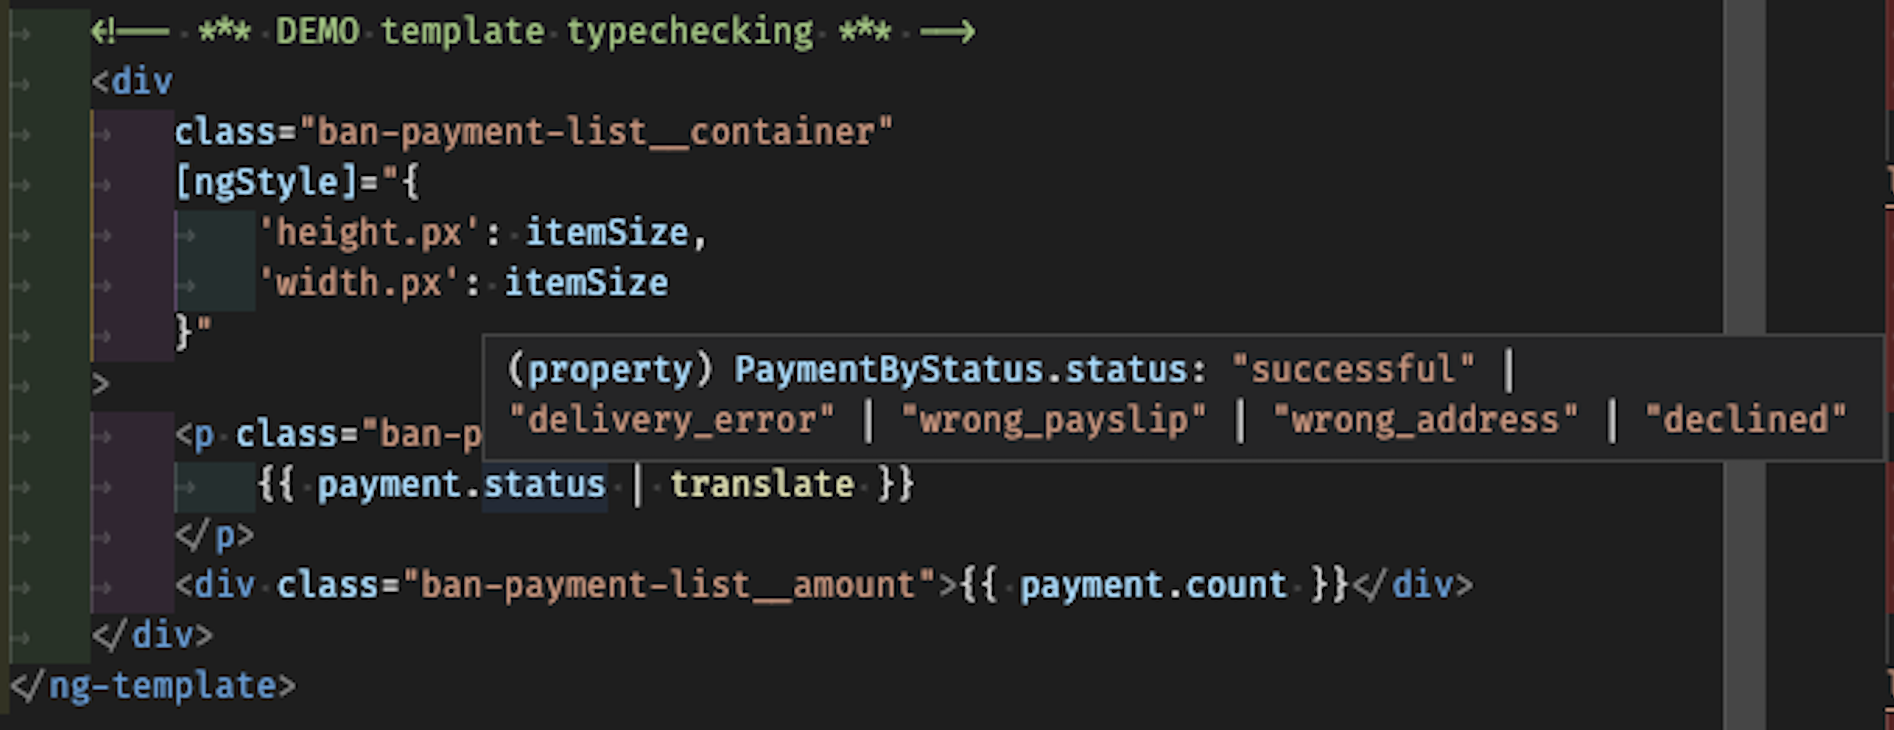 <!-- *** DEMO template typechecking *** -->
<div
class="ban-payment-list__container"
[ngStyle]="{
'height.px': itemSize,
'width.px': itemSize
}"
>
(property) PaymentByStatus.status: "successful" |
"delivery_error" | "wrong_payslip" | "wrong_address" | "declined"
<p class="ban-p
{{ payment.status | translate }}
</p>
<div class="ban-payment-list__amount">{{ payment.count }}</div>
</div>
</ng-template>